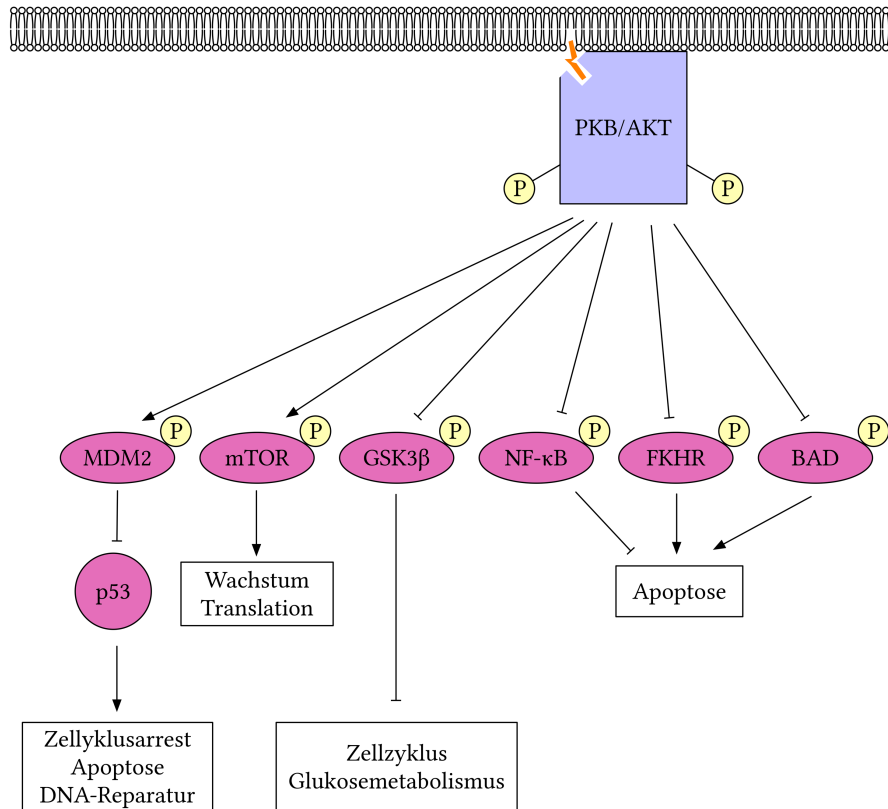 PKB/AKT
P
P
P
P
P
P
P
P
MDM2
mTOR
GSK3β
NF-κB
FKHR
BAD
p53
Wachstum
Translation
Apoptose
Zellyklusarrest
Apoptose
DNA-Reparatur
Zellzyklus
Glukosemetabolismus